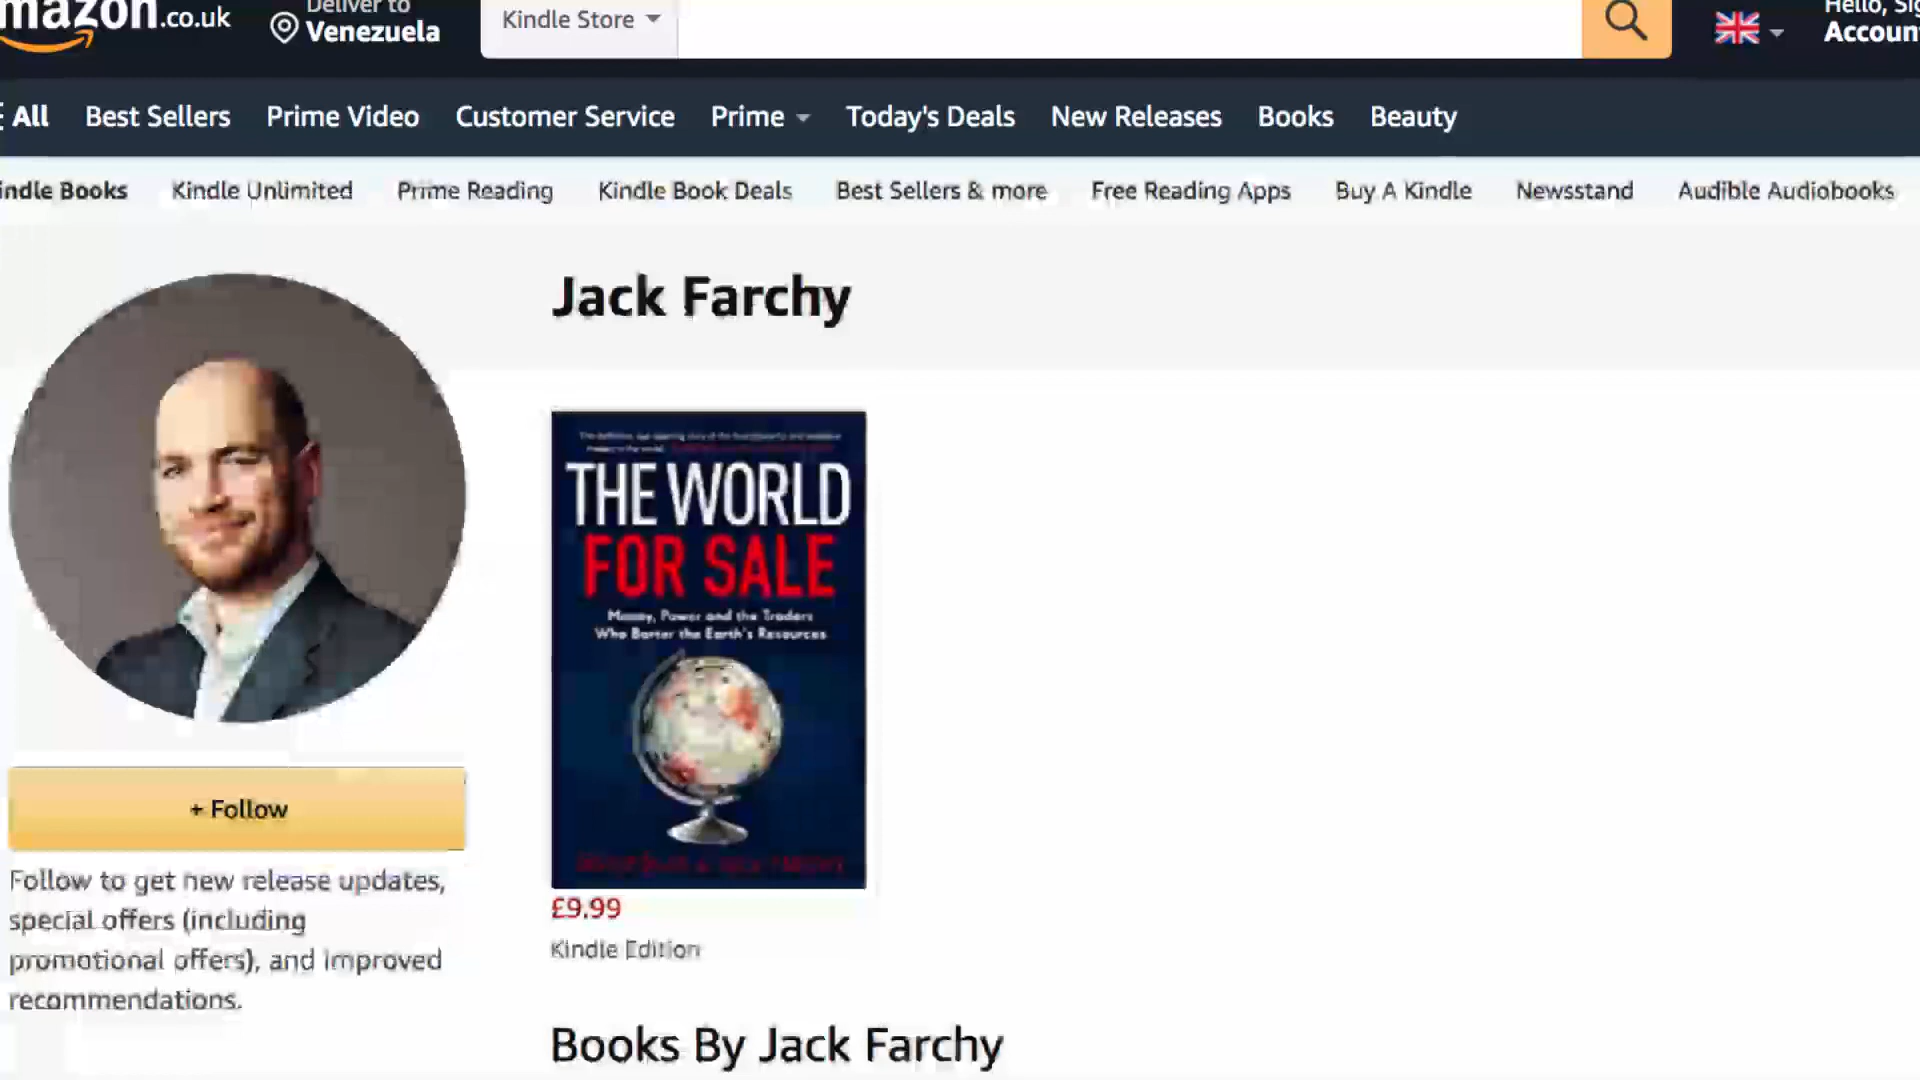 mazon.co.uk
Deliver to
Venezuela
Kindle Store
Hello, Sig
Account
All Best Sellers Prime Video Customer Service Prime Today's Deals New Releases Books Beauty
indle Books Kindle Unlimited Prime Reading Kindle Book Deals Best Sellers & more Free Reading Apps Buy A Kindle Newsstand Audible Audiobooks
Jack Farchy
THE WORLD
FOR SALE
Money, Power and the Traders
Who Barter the Earth's Resources
& JACK FARCHY
£9.99
Kindle Edition
+ Follow
Follow to get new release updates,
special offers (including
promotional offers), and improved
recommendations.
Books By Jack Farchy